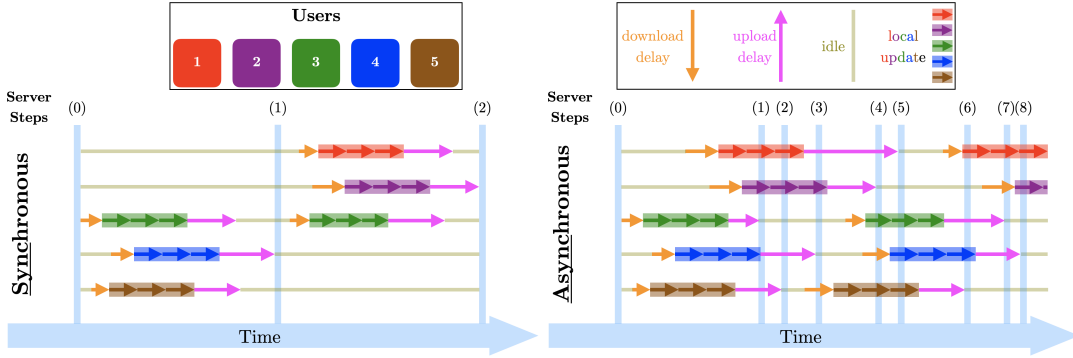 Users
1 2 3 4 5
download delay
upload delay
idle
local update
Server Steps
(0) (1) (2)
Server Steps
(0) (1) (2) (3) (4) (5) (6) (7) (8)
Synchronous
Asynchronous
Time
Time